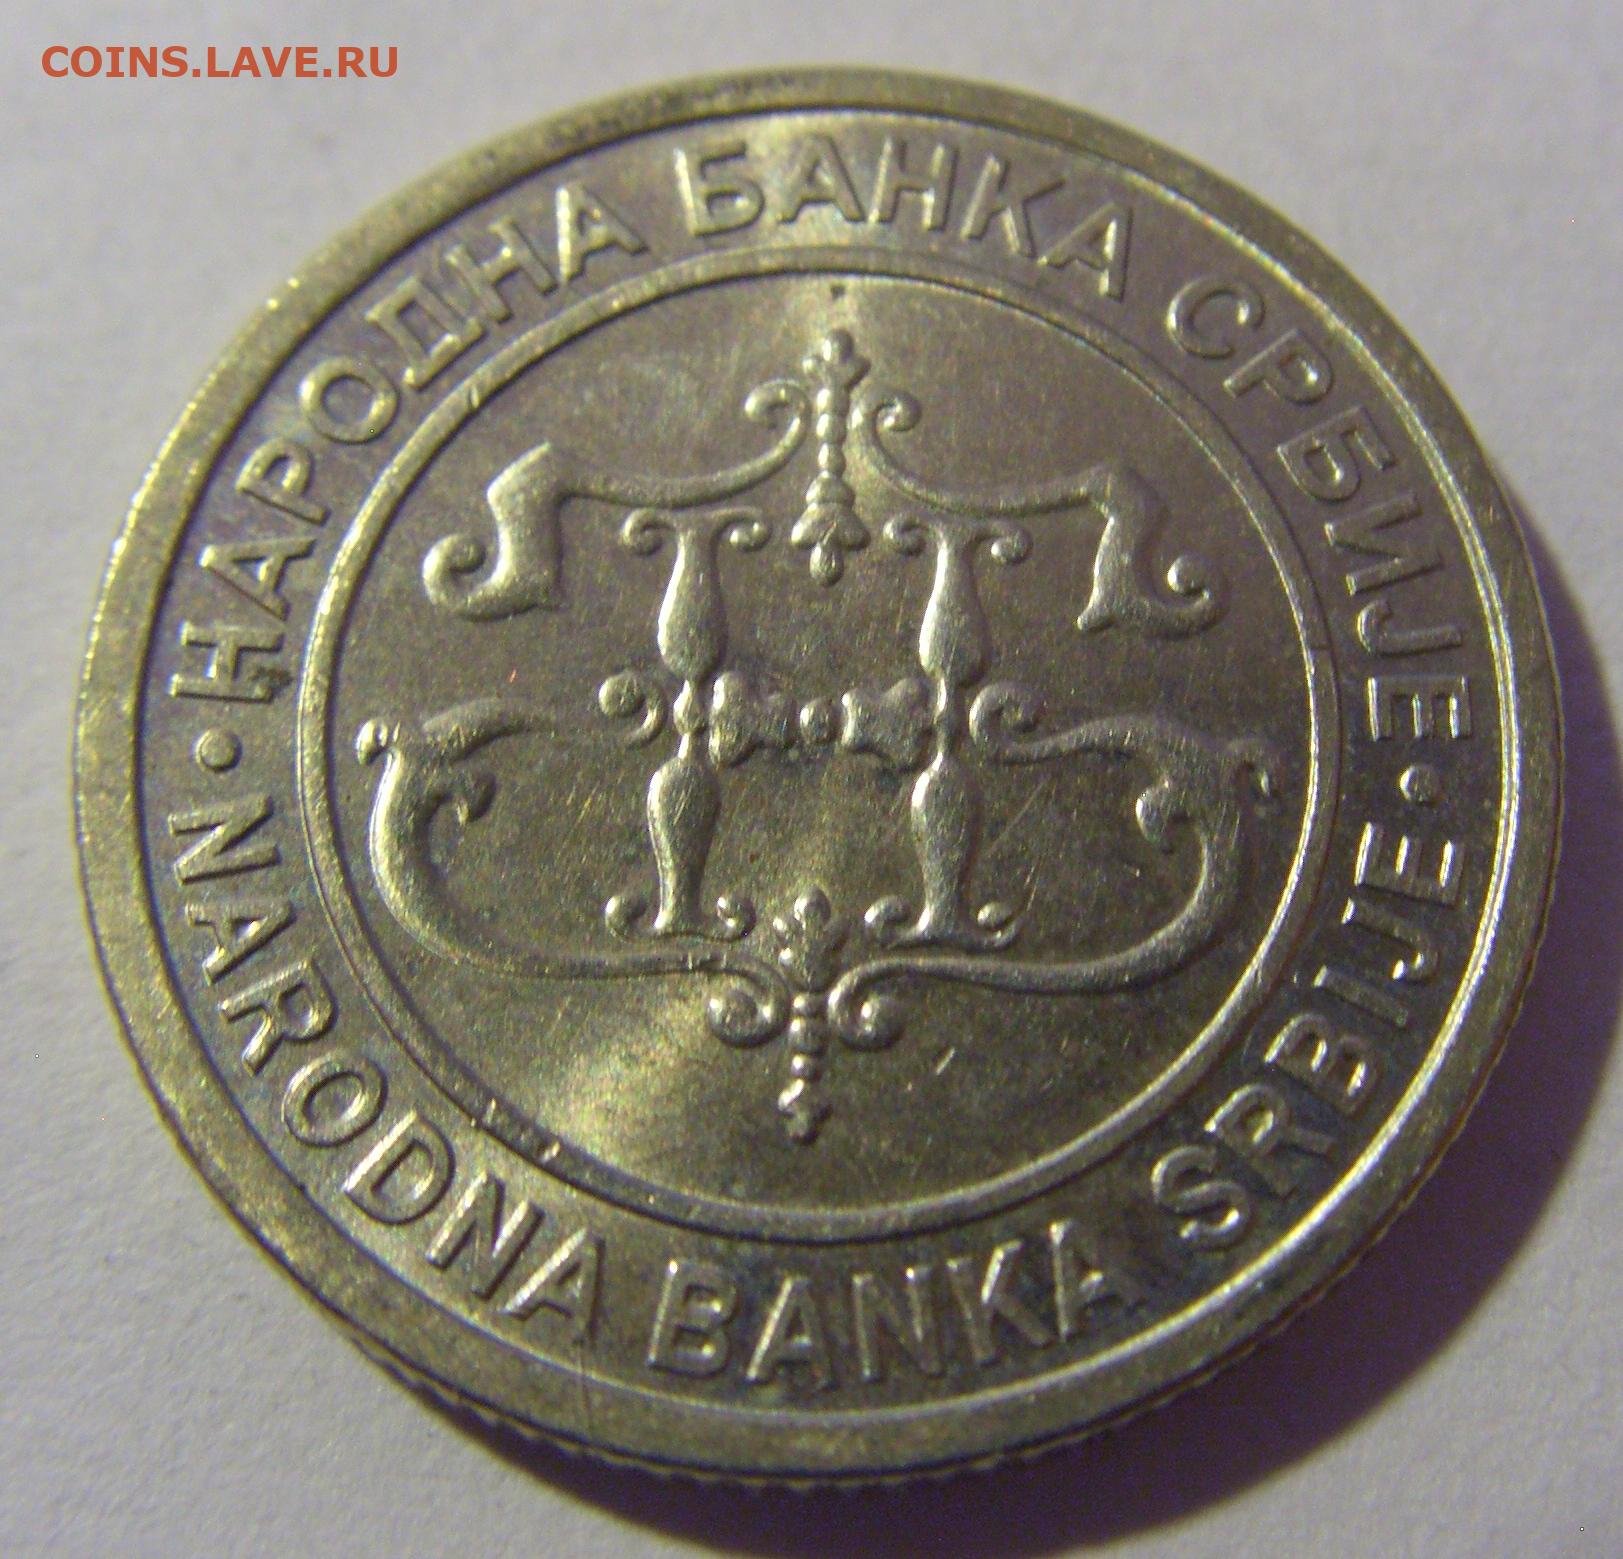 COINS.LAVE.RU
НАРОДНА БАНКА СРБИЈЕ
NARODNA BANKA SRBIJE